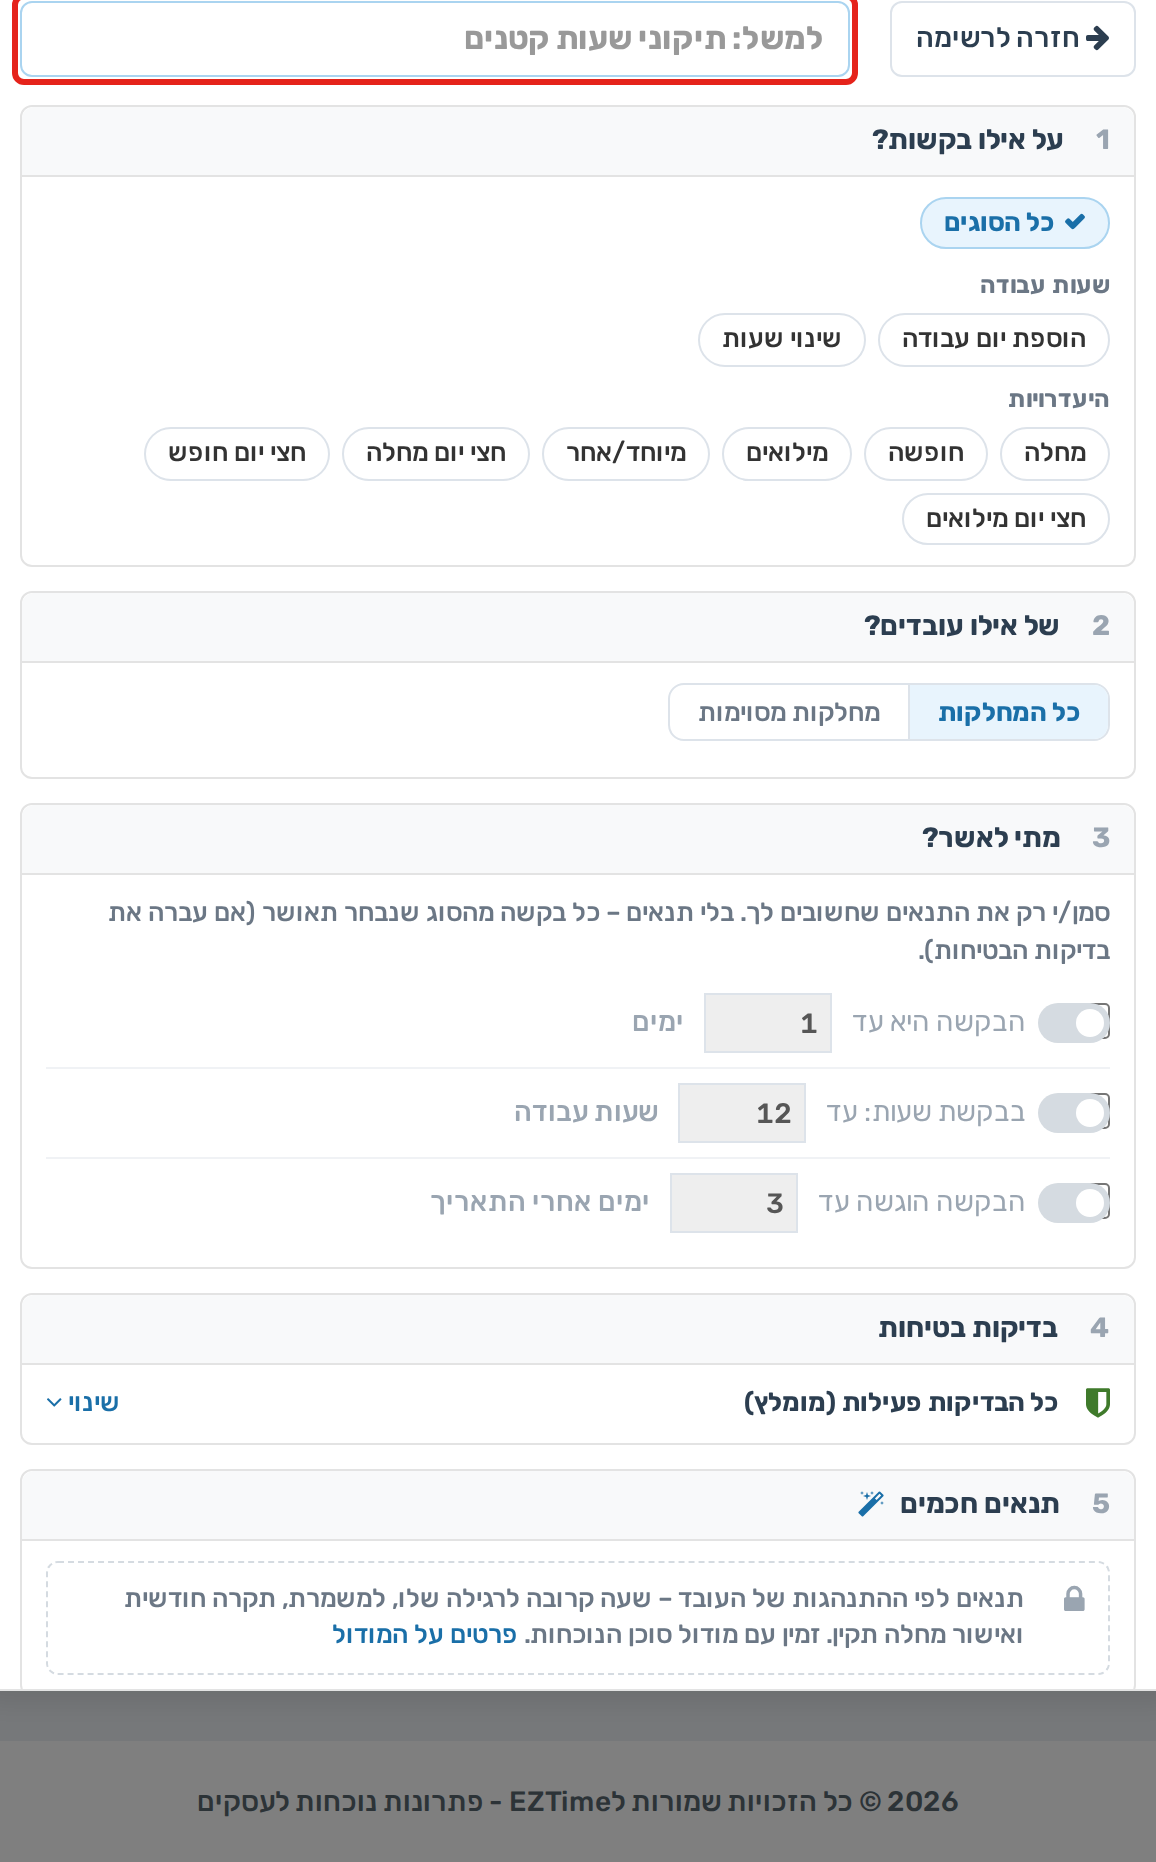 חזרה לרשימה
למשל: תיקוני שעות קטנים
1 על אילו בקשות?
כל הסוגים
שעות עבודה
הוספת יום עבודה שינוי שעות
היעדרויות
מחלה חופשה מילואים מיוחד/אחר חצי יום מחלה חצי יום חופש
חצי יום מילואים
2 של אילו עובדים?
כל המחלקות מחלקות מסוימות
3 מתי לאשר?
סמן/י רק את התנאים שחשובים לך. בלי תנאים – כל בקשה מהסוג שנבחר תאושר (אם עברה את
בדיקות הבטיחות).
הבקשה היא עד 1 ימים
בבקשת שעות: עד 12 שעות עבודה
הבקשה הוגשה עד 3 ימים אחרי התאריך
4 בדיקות בטיחות
כל הבדיקות פעילות (מומלץ) שינוי
5 תנאים חכמים
תנאים לפי ההתנהגות של העובד – שעה קרובה לרגילה שלו, למשמרת, תקרה חודשית
ואישור מחלה תקין. זמין עם מודול סוכן הנוכחות. פרטים על המודול
2026 © כל הזכויות שמורות לEZTime - פתרונות נוכחות לעסקים